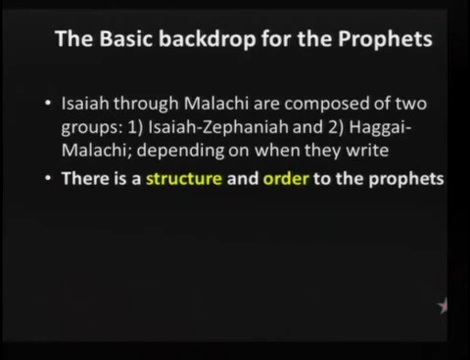 The Basic backdrop for the Prophets
• Isaiah through Malachi are composed of two
groups: 1) Isaiah-Zephaniah and 2) Haggai-
Malachi; depending on when they write
• There is a structure and order to the prophets